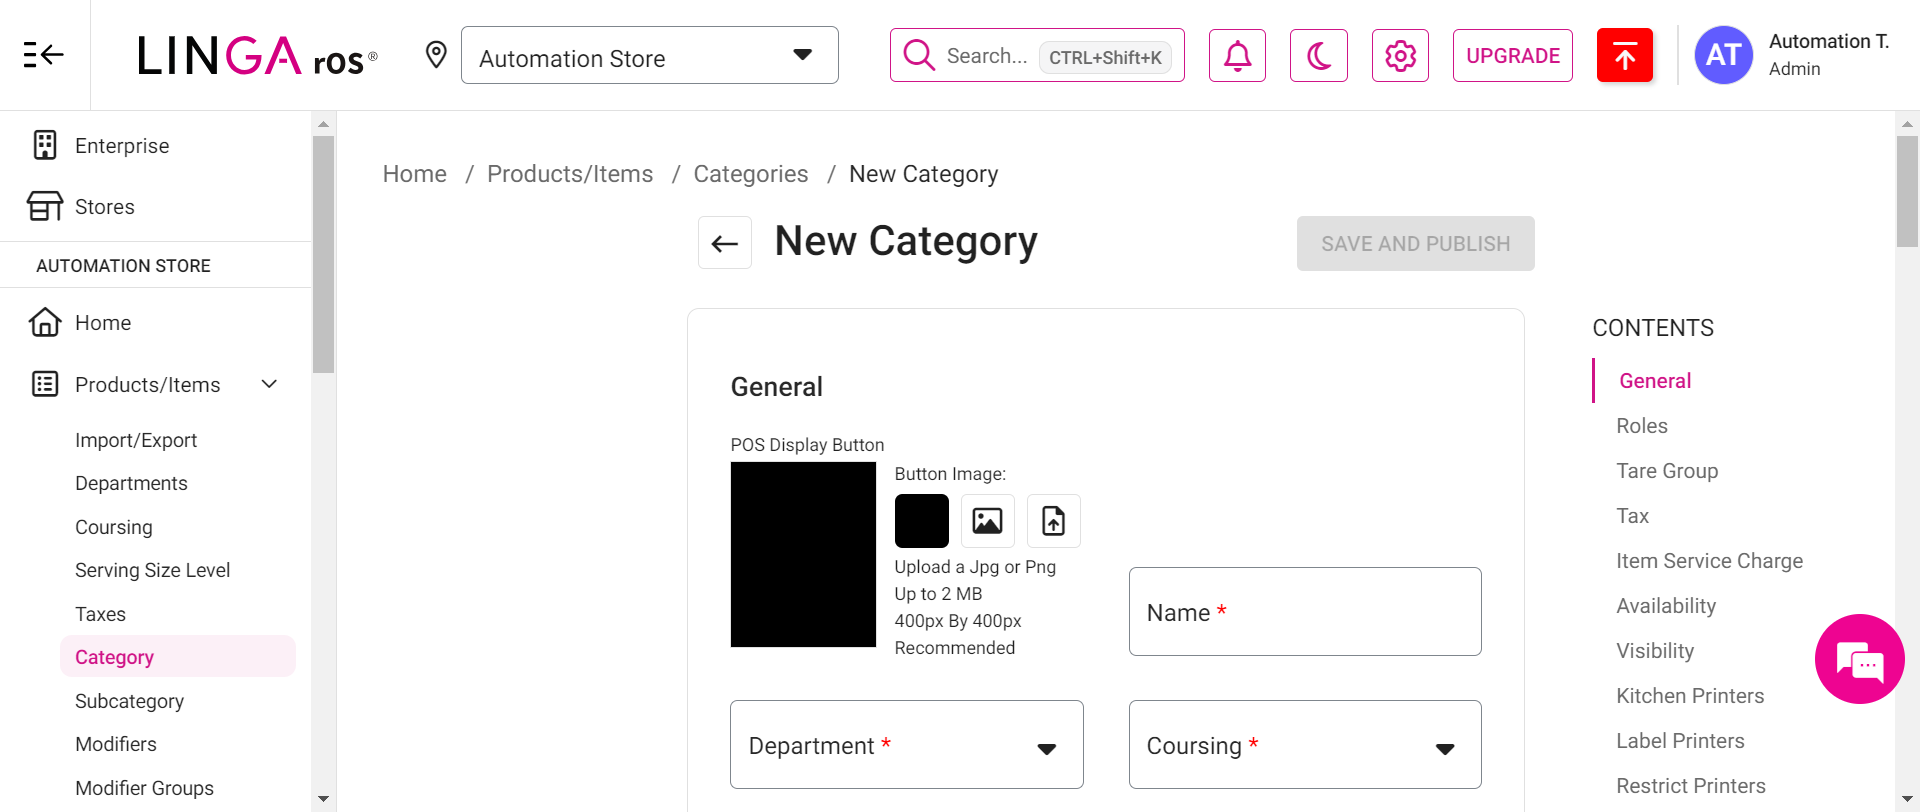 LINGA ros®
Automation Store
Search... CTRL+Shift+K
UPGRADE
AT
Automation T.
Admin
Enterprise
Stores
AUTOMATION STORE
Home
Products/Items
Import/Export
Departments
Coursing
Serving Size Level
Taxes
Category
Subcategory
Modifiers
Modifier Groups
Home / Products/Items / Categories / New Category
New Category
SAVE AND PUBLISH
General
POS Display Button
Button Image:
Upload a Jpg or Png
Up to 2 MB
400px By 400px
Recommended
Name *
Department *
Coursing *
CONTENTS
General
Roles
Tare Group
Tax
Item Service Charge
Availability
Visibility
Kitchen Printers
Label Printers
Restrict Printers